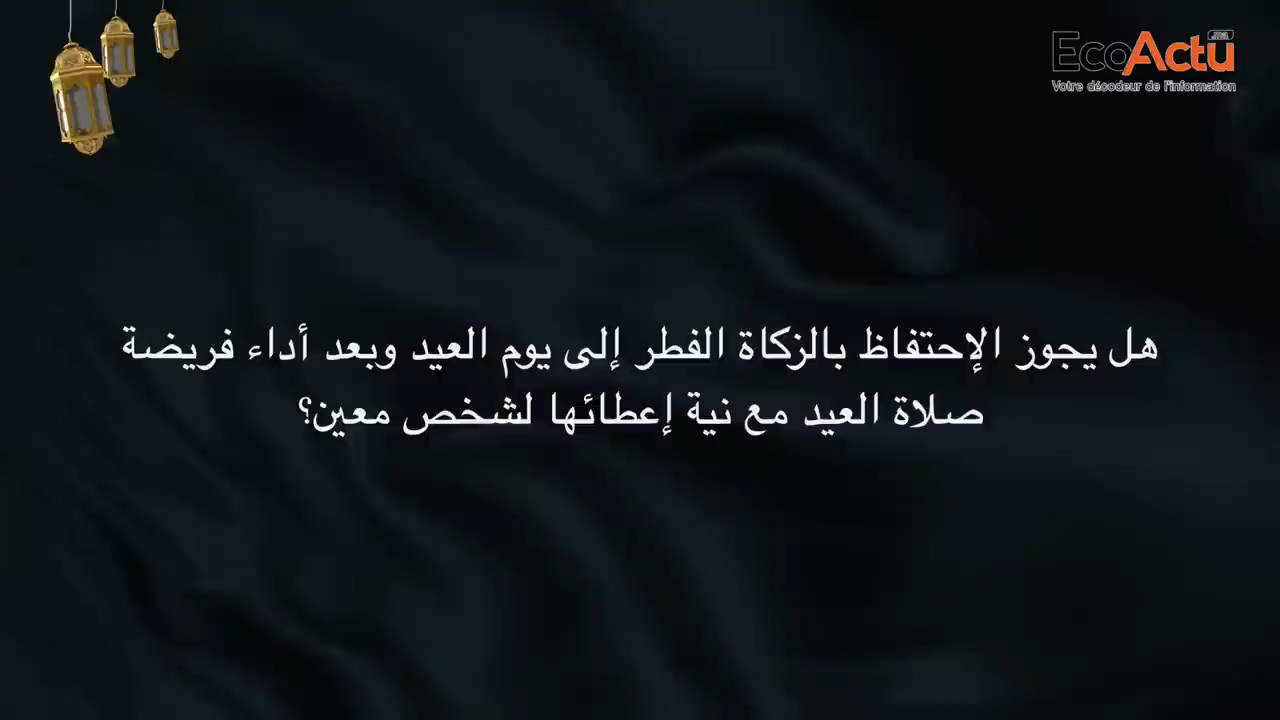 EcoActu
.ma
Votre décodeur de l'information
هل يجوز الإحتفاظ بالزكاة الفطر إلى يوم العيد وبعد أداء فريضة
صلاة العيد مع نية إعطائها لشخص معين؟